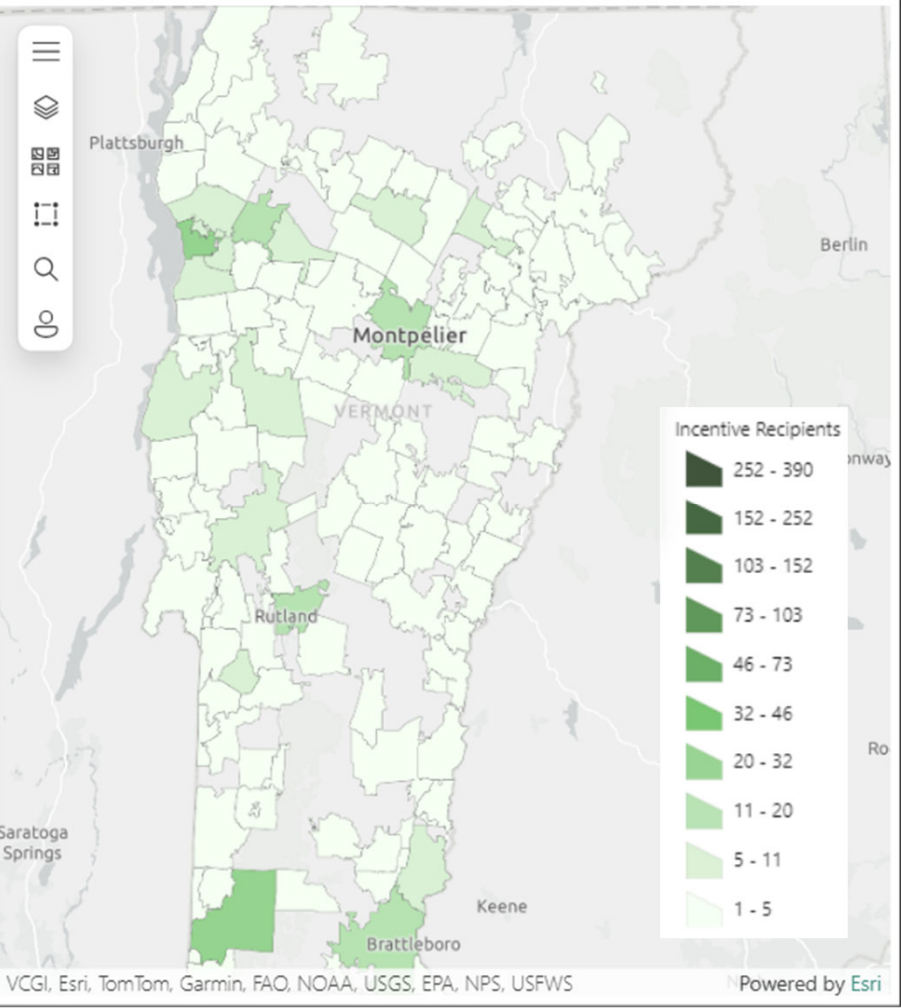 Plattsburgh
Berlin
Montpelier
VERMONT
Incentive Recipients
onway
252 - 390
152 - 252
103 - 152
73 - 103
Rutland
46 - 73
32 - 46
Ro
20 - 32
11 - 20
Saratoga
Springs
5 - 11
Keene
1 - 5
Brattleboro
VCGI, Esri, TomTom, Garmin, FAO, NOAA, USGS, EPA, NPS, USFWS
Powered by Esri